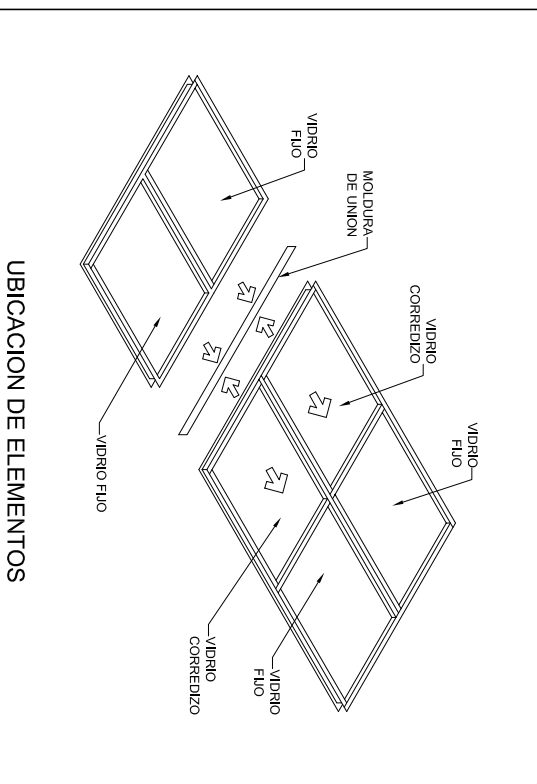 VIDRIO
FIJO
MOLDURA
DE UNION
VIDRIO
CORREDIZO
VIDRIO
FIJO
VIDRIO FIJO
VIDRIO
CORREDIZO
VIDRIO
FIJO
UBICACION DE ELEMENTOS